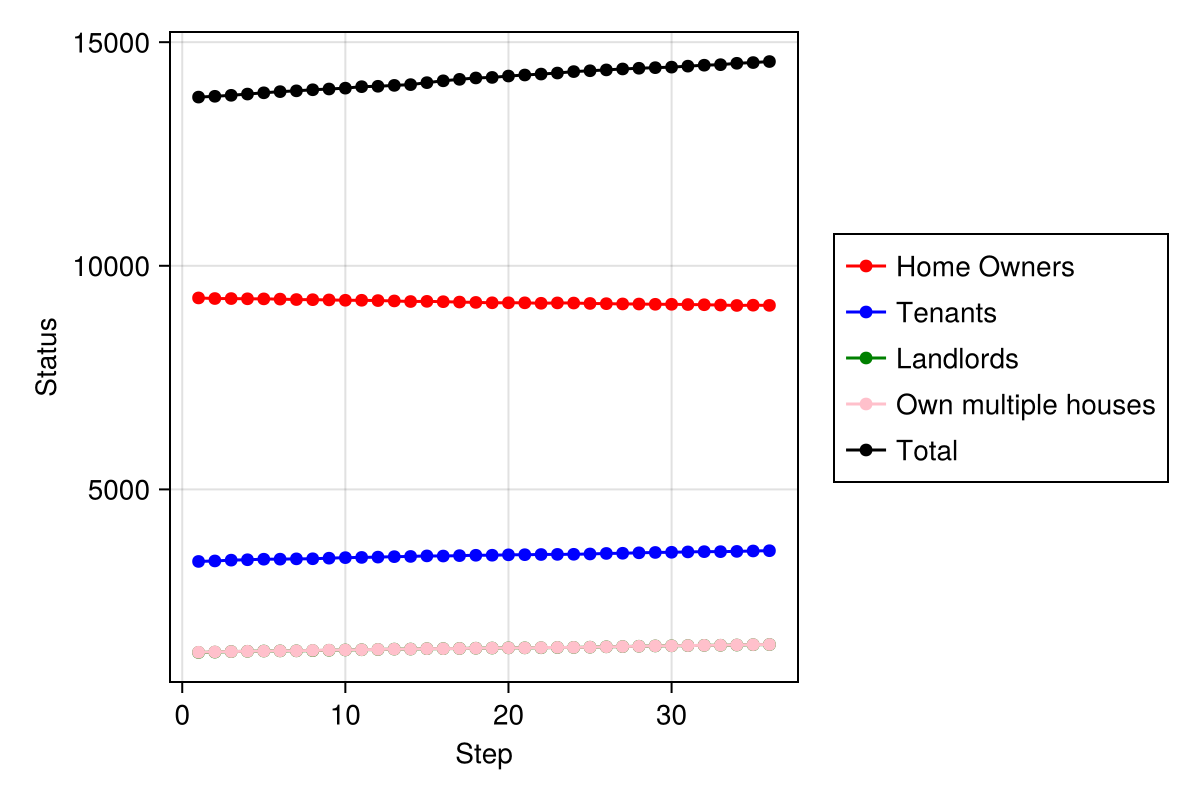 15000
10000
5000
Status
0 10 20 30
Step
Home Owners
Tenants
Landlords
Own multiple houses
Total